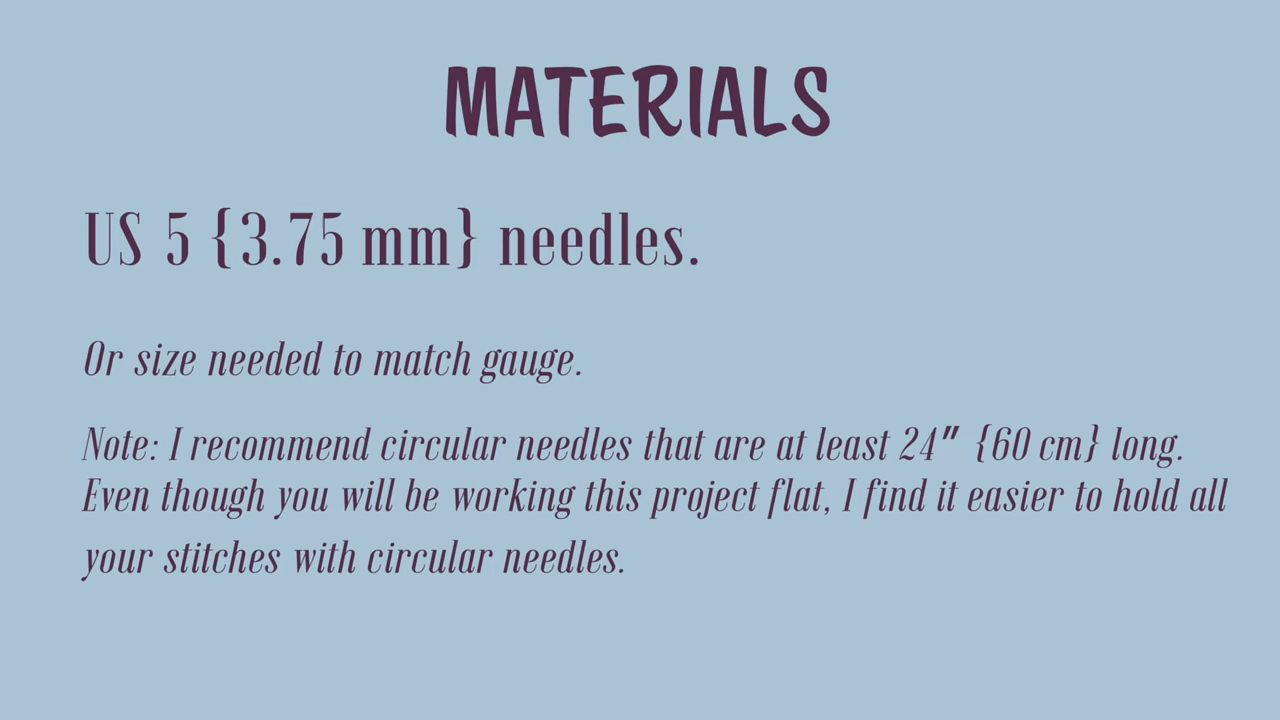 MATERIALS
US 5 {3.75 mm} needles.
Or size needed to match gauge.
Note: I recommend circular needles that are at least 24" {60 cm} long.
Even though you will be working this project flat, I find it easier to hold all
your stitches with circular needles.